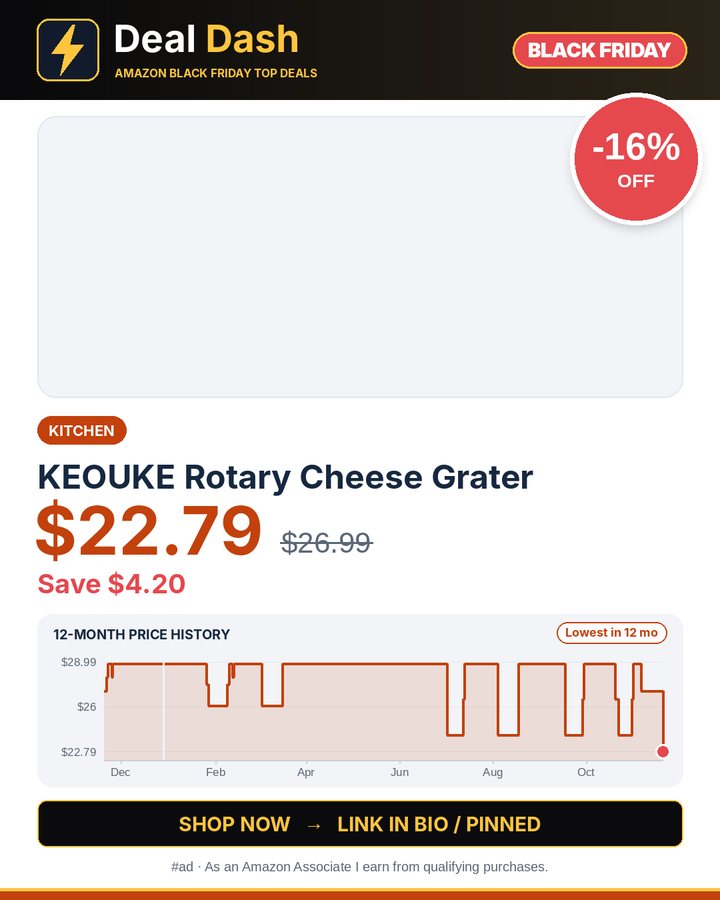 Deal Dash
AMAZON BLACK FRIDAY TOP DEALS
BLACK FRIDAY
-16%
OFF
KITCHEN
KEOUKE Rotary Cheese Grater
$22.79 $26.99
Save $4.20
12-MONTH PRICE HISTORY
Lowest in 12 mo
$28.99
$26
$22.79
Dec Feb Apr Jun Aug Oct
SHOP NOW → LINK IN BIO / PINNED
#ad · As an Amazon Associate I earn from qualifying purchases.